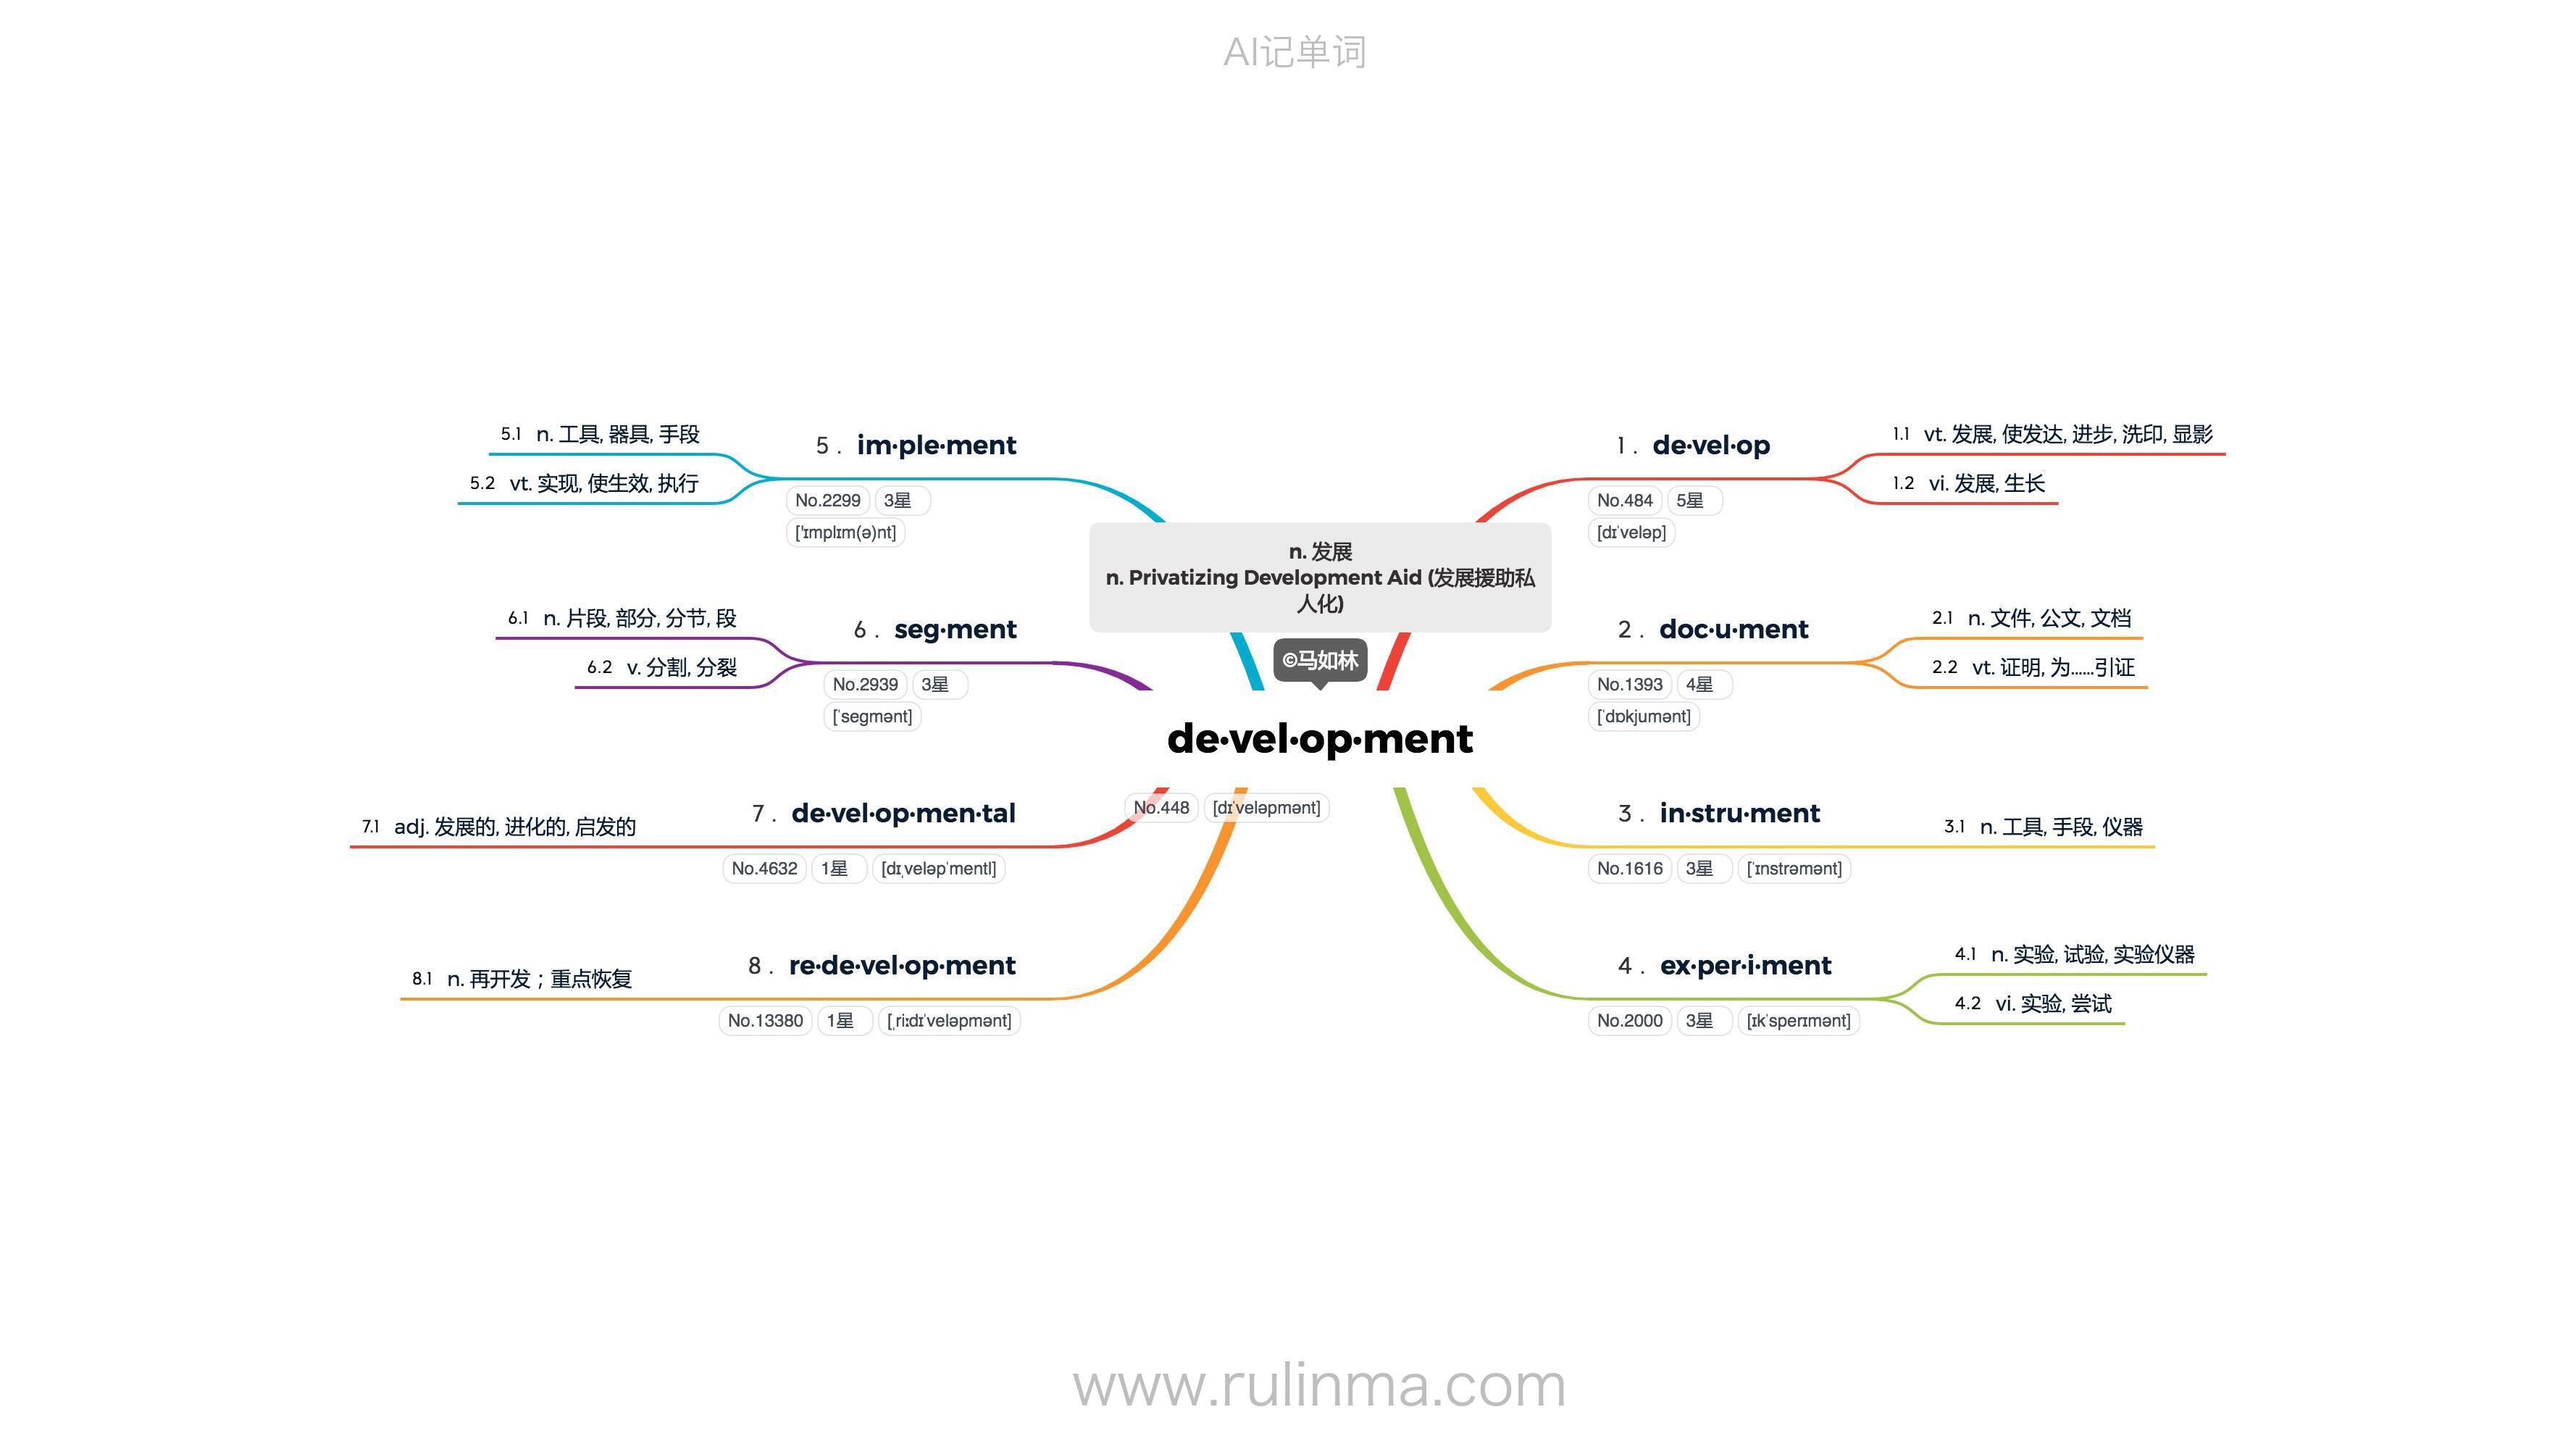 AI记单词
n. 发展
n. Privatizing Development Aid (发展援助私
人化)
©马如林
de·vel·op·ment
No.448 [dɪˈveləpmənt]
1. de·vel·op
No.484 5星
[dɪˈveləp]
1.1 vt. 发展, 使发达, 进步, 洗印, 显影
1.2 vi. 发展, 生长
2. doc·u·ment
No.1393 4星
[ˈdɒkjumənt]
2.1 n. 文件, 公文, 文档
2.2 vt. 证明, 为……引证
3. in·stru·ment
No.1616 3星 [ˈɪnstrəmənt]
3.1 n. 工具, 手段, 仪器
4. ex·per·i·ment
No.2000 3星 [ɪkˈsperɪmənt]
4.1 n. 实验, 试验, 实验仪器
4.2 vi. 实验, 尝试
5. im·ple·ment
No.2299 3星
['ɪmplɪm(ə)nt]
5.1 n. 工具, 器具, 手段
5.2 vt. 实现, 使生效, 执行
6. seg·ment
No.2939 3星
[ˈsegmənt]
6.1 n. 片段, 部分, 分节, 段
6.2 v. 分割, 分裂
7. de·vel·op·men·tal
No.4632 1星 [dɪˌveləpˈmentl]
7.1 adj. 发展的, 进化的, 启发的
8. re·de·vel·op·ment
No.13380 1星 [ˌriːdɪˈveləpmənt]
8.1 n. 再开发；重点恢复
www.rulinma.com